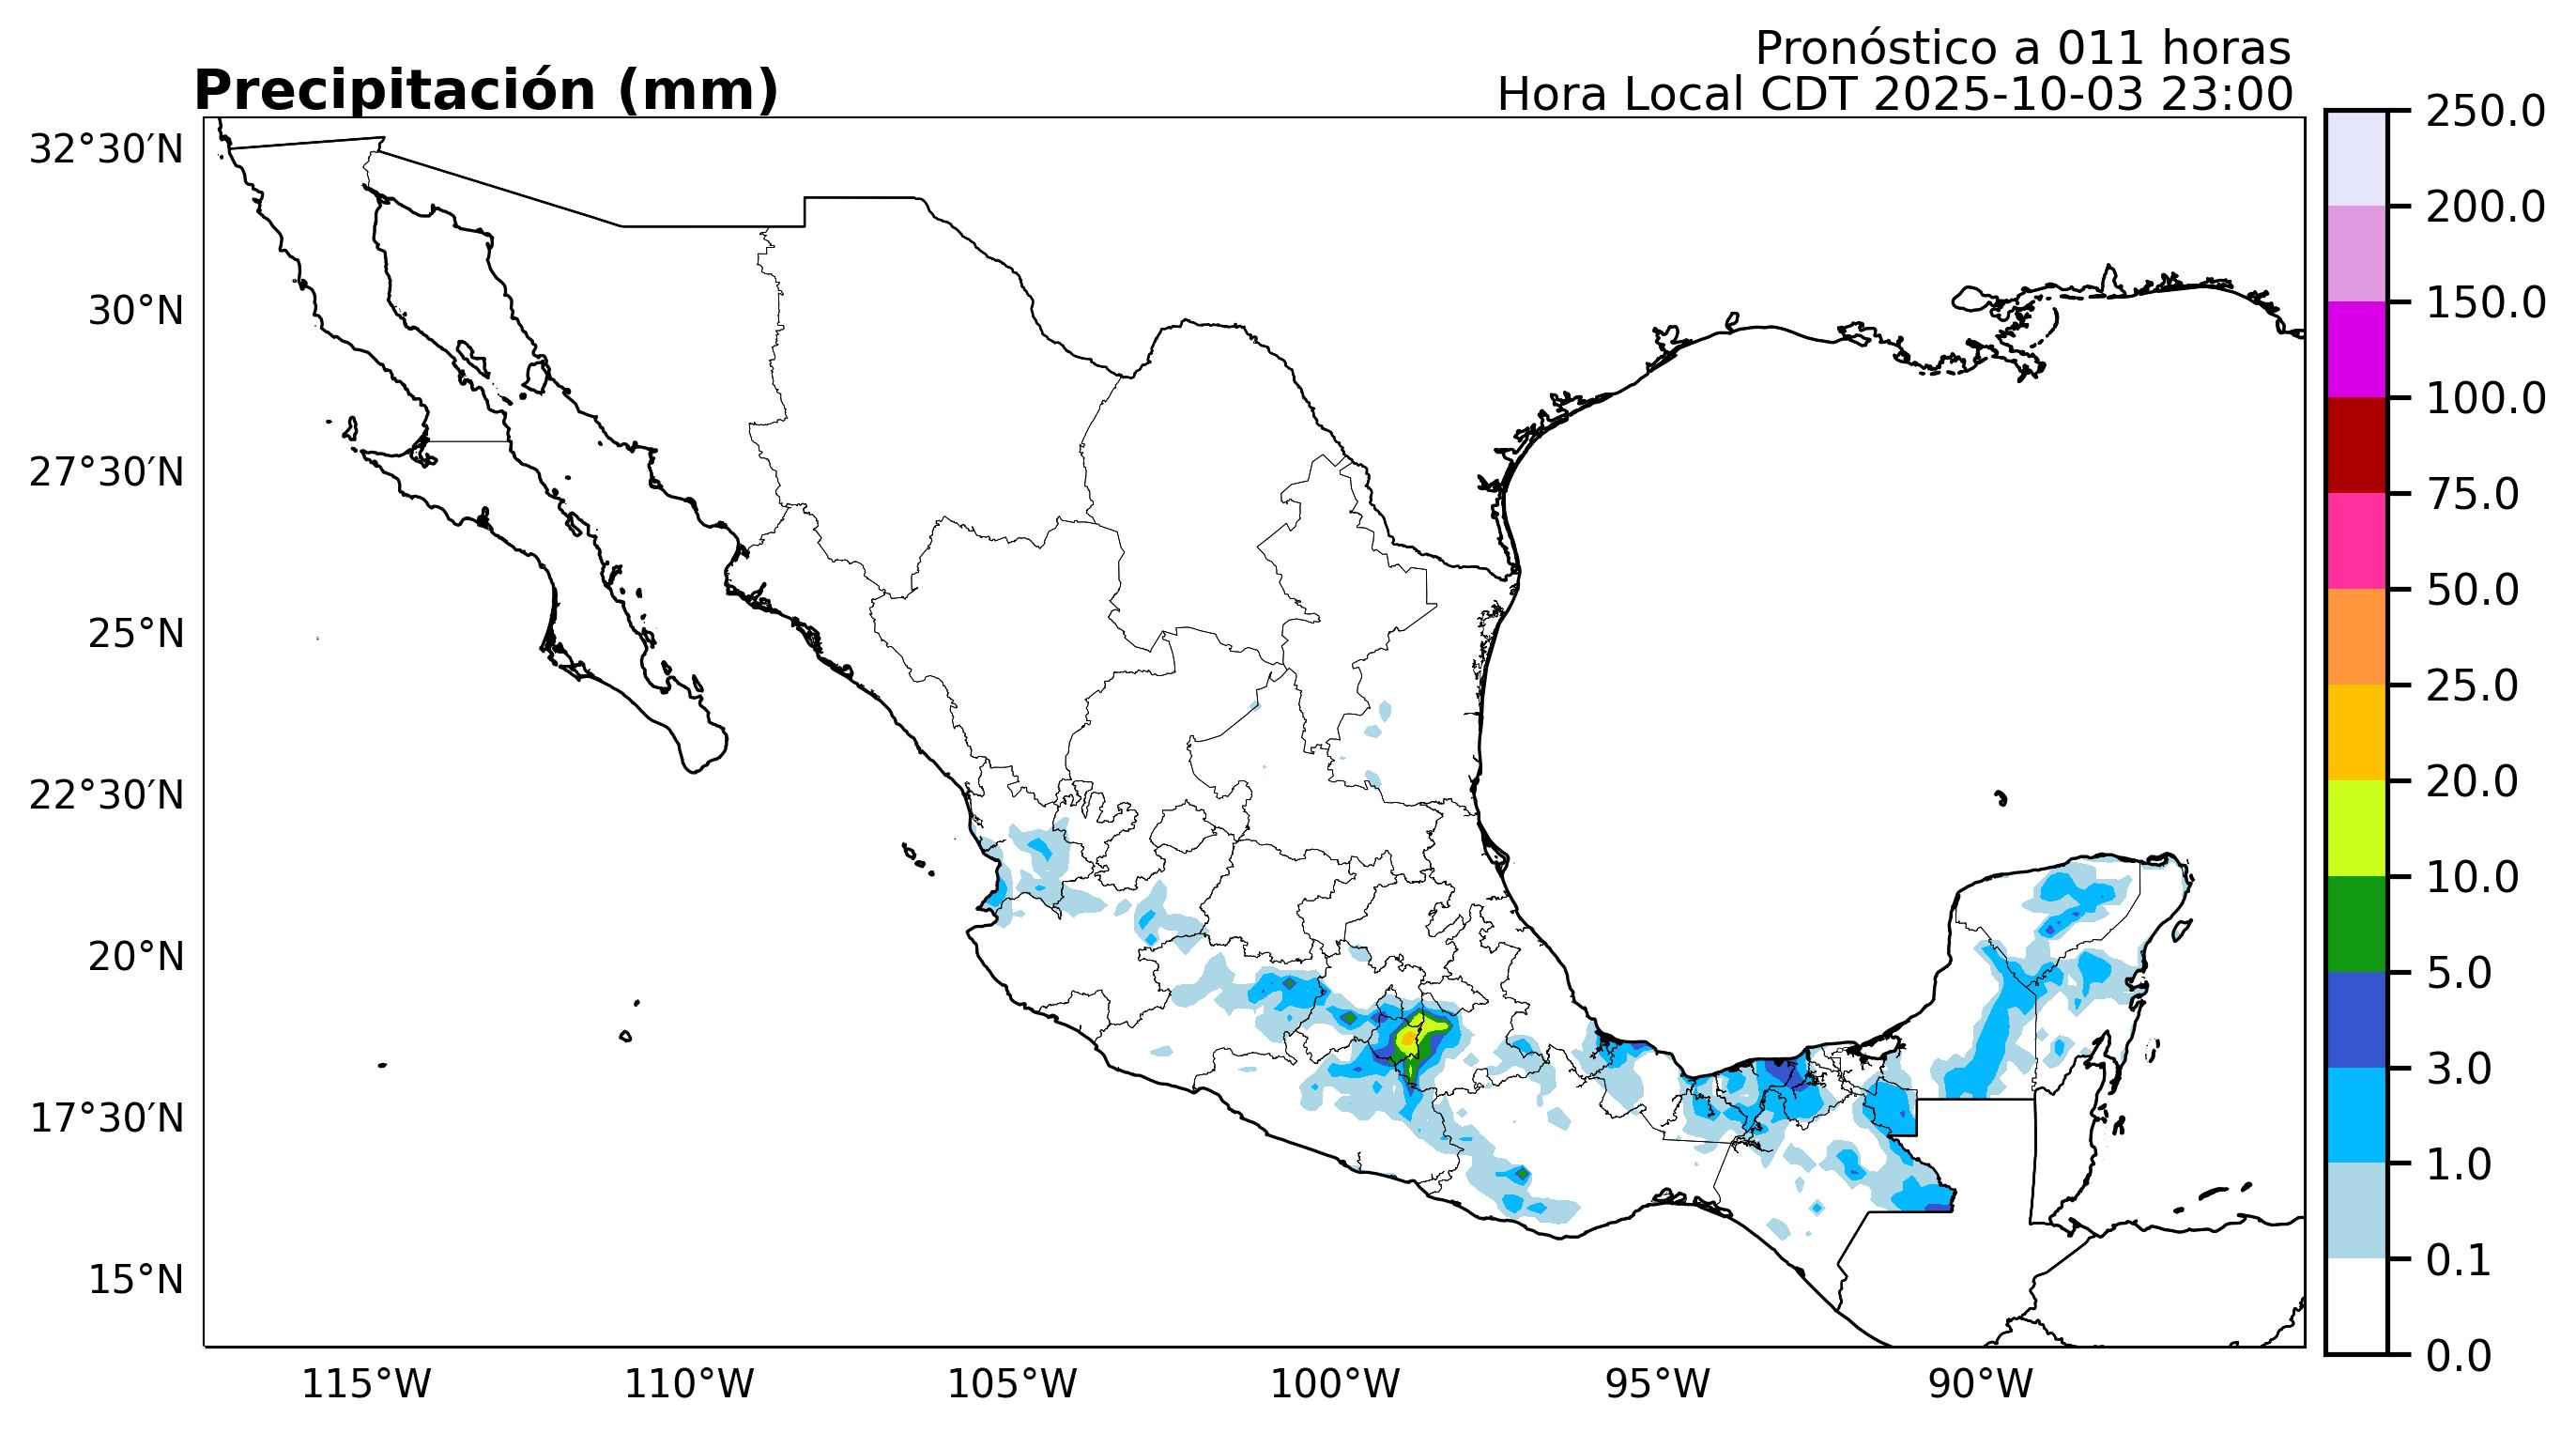 Pronóstico a 011 horas
Precipitación (mm)
Hora Local CDT 2025-10-03 23:00
32°30′N
30°N
27°30′N
25°N
22°30′N
20°N
17°30′N
15°N
115°W
110°W
105°W
100°W
95°W
90°W
250.0
200.0
150.0
100.0
75.0
50.0
25.0
20.0
10.0
5.0
3.0
1.0
0.1
0.0